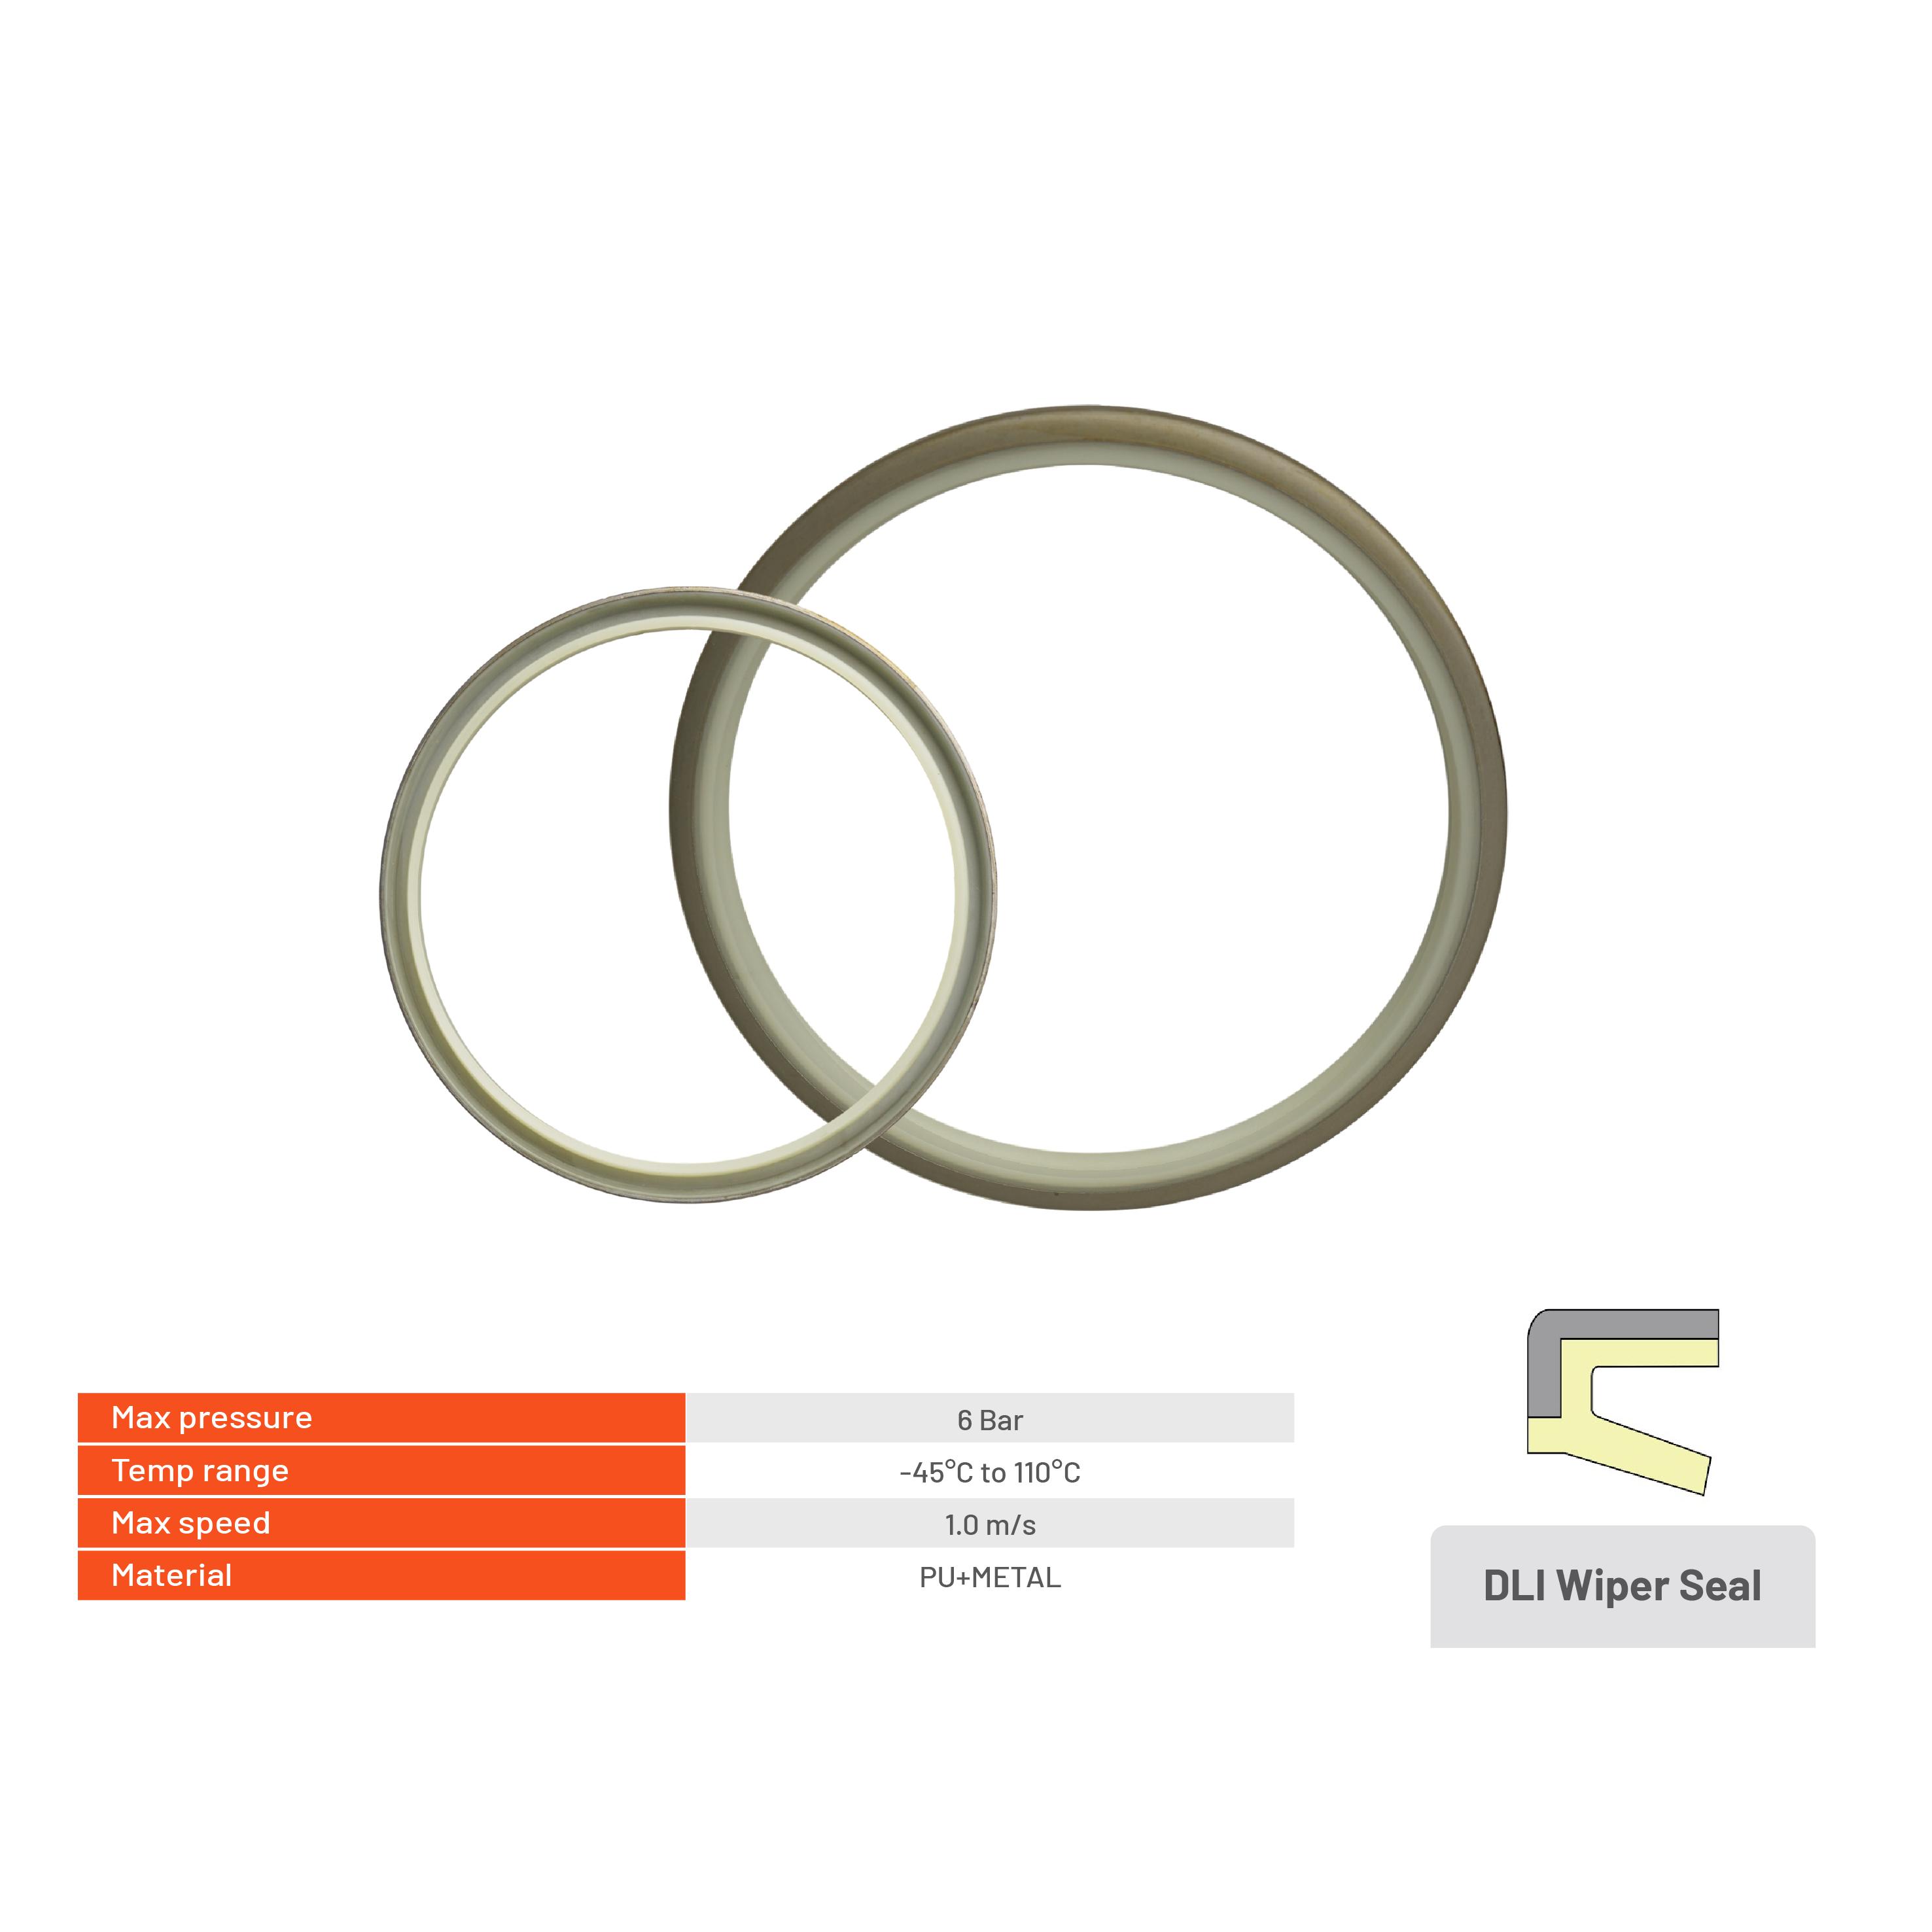 Max pressure 6 Bar
Temp range -45°C to 110°C
Max speed 1.0 m/s
Material PU+METAL
DLI Wiper Seal